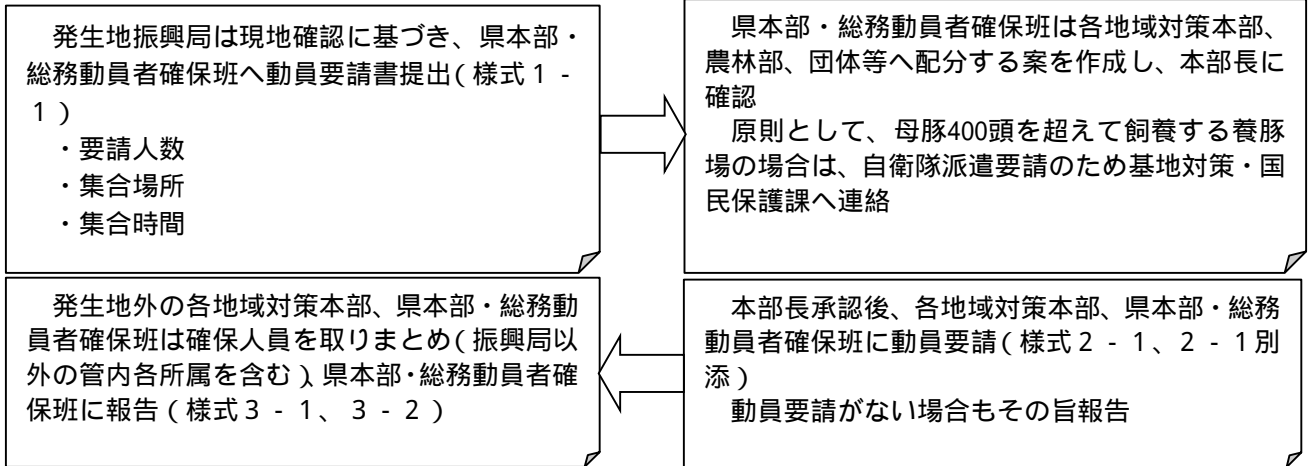 発生地振興局は現地確認に基づき、県本部・
総務動員者確保班へ動員要請書提出(様式1-
1)
・要請人数
・集合場所
・集合時間
県本部・総務動員者確保班は各地域対策本部、
農林部、団体等へ配分する案を作成し、本部長に
確認
原則として、母豚400頭を超えて飼養する養豚
場の場合は、自衛隊派遣要請のため基地対策・国
民保護課へ連絡
本部長承認後、各地域対策本部、県本部・総務
動員者確保班に動員要請(様式2-1、2-1別
添)
動員要請がない場合もその旨報告
発生地外の各地域対策本部、県本部・総務動
員者確保班は確保人員を取りまとめ(振興局以
外の管内各所属を含む)、県本部・総務動員者確
保班に報告(様式3-1、3-2)